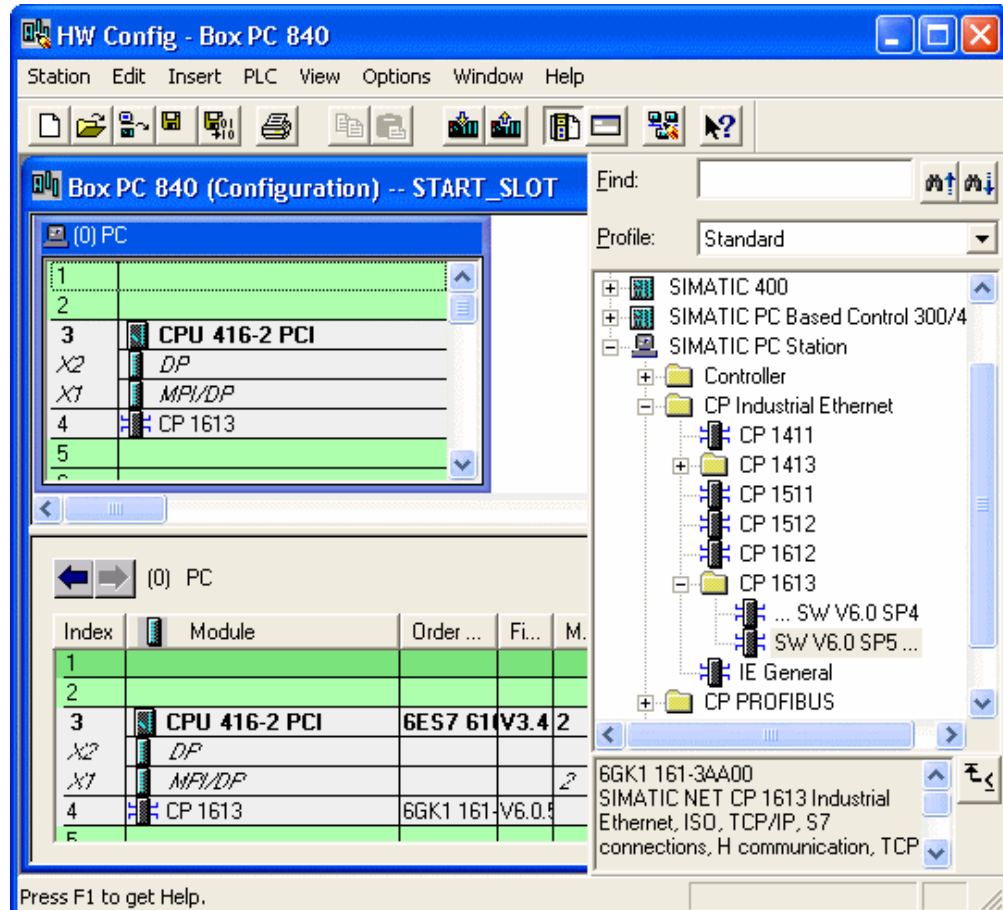 HW Config - Box PC 840
Station Edit Insert PLC View Options Window Help
Box PC 840 (Configuration) -- START_SLOT
(0) PC
1
2
3 CPU 416-2 PCI
X2 DP
X1 MPI/DP
4 CP 1613
5
(0) PC
Index Module Order ... Fi... M.
1
2
3 CPU 416-2 PCI 6ES7 61 V3.4 2
X2 DP
X1 MPI/DP 2
4 CP 1613 6GK1 161- V6.0.5
Find:
Profile: Standard
SIMATIC 400
SIMATIC PC Based Control 300/4
SIMATIC PC Station
Controller
CP Industrial Ethernet
CP 1411
CP 1413
CP 1511
CP 1512
CP 1612
CP 1613
... SW V6.0 SP4
SW V6.0 SP5 ...
IE General
CP PROFIBUS
6GK1 161-3AA00
SIMATIC NET CP 1613 Industrial
Ethernet, ISO, TCP/IP, S7
connections, H communication, TCP
Press F1 to get Help.